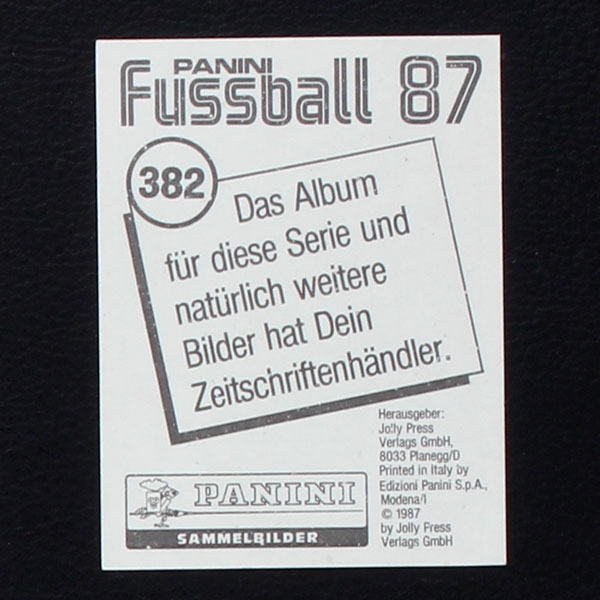 PANINI
Fussball 87
382
Das Album
für diese Serie und
natürlich weitere
Bilder hat Dein
Zeitschriftenhändler.
Herausgeber:
Jolly Press
Verlags GmbH,
8033 Planegg/D
Printed in Italy by
Edizioni Panini S.p.A.,
Modena/I
© 1987
by Jolly Press
Verlags GmbH
PANINI
SAMMELBILDER